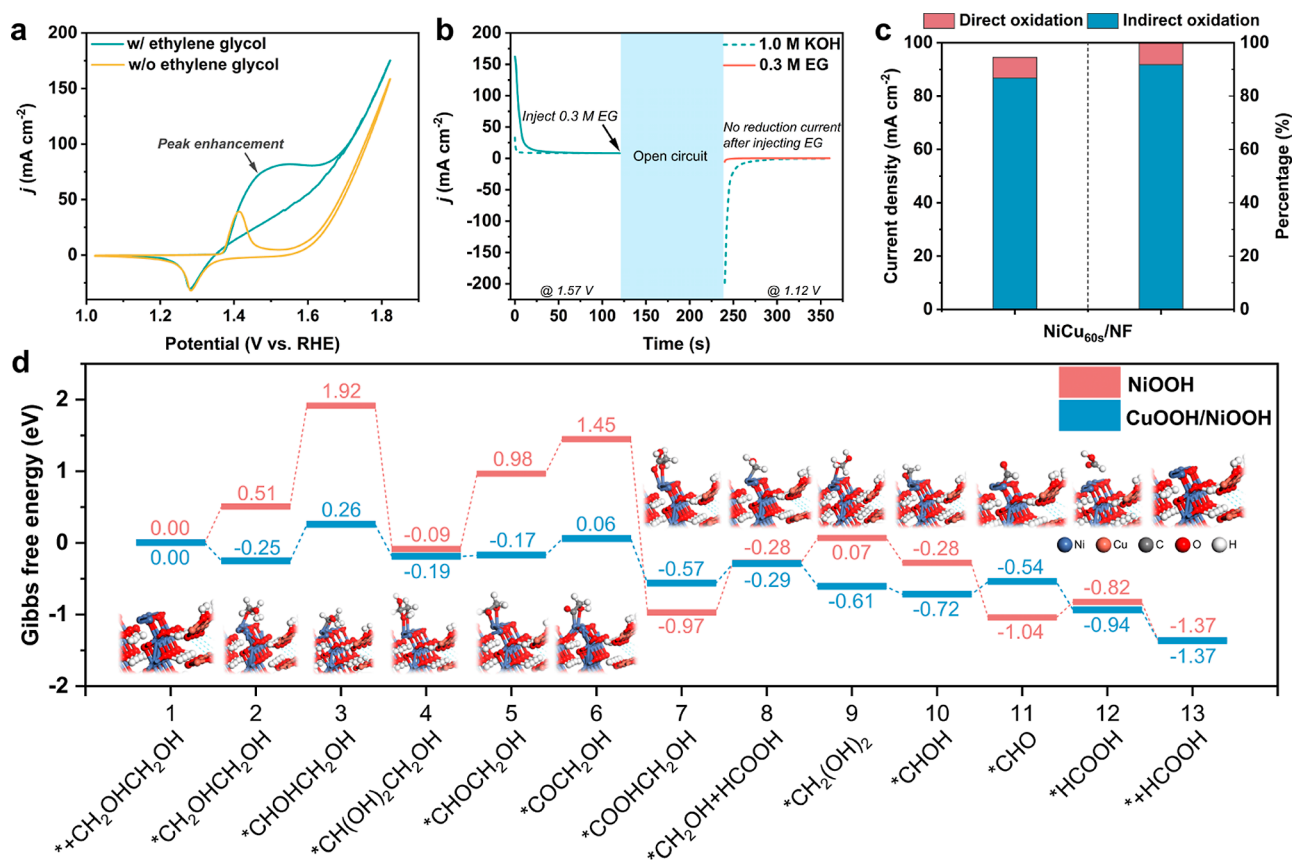 a
w/ ethylene glycol
w/o ethylene glycol
Peak enhancement
200
150
100
50
0
j (mA cm⁻²)
1.0 1.2 1.4 1.6 1.8
Potential (V vs. RHE)
b
1.0 M KOH
0.3 M EG
Inject 0.3 M EG
Open circuit
No reduction current
after injecting EG
@ 1.57 V
@ 1.12 V
200
150
100
50
0
-50
-100
-150
-200
j (mA cm⁻²)
0 50 100 150 200 250 300 350
Time (s)
c
Direct oxidation
Indirect oxidation
100
80
60
40
20
0
Current density (mA cm⁻²)
100
80
60
40
20
0
Percentage (%)
NiCu₆₀ₛ/NF
d
NiOOH
CuOOH/NiOOH
2
1
0
-1
-2
Gibbs free energy (eV)
0.00 0.51 1.92 -0.09 0.98 1.45 -0.97 -0.28 0.07 -0.28 -1.04 -0.82 -1.37
0.00 -0.25 0.26 -0.19 -0.17 0.06 -0.57 -0.29 -0.61 -0.72 -0.54 -0.94 -1.37
Ni Cu C O H
1 2 3 4 5 6 7 8 9 10 11 12 13
*+CH₂OHCH₂OH
*CH₂OHCH₂OH
*CHOHCH₂OH
*CH(OH)₂CH₂OH
*CHOCH₂OH
*COCH₂OH
*COOHCH₂OH
*CH₂OH+HCOOH
*CH₂(OH)₂
*CHOH
*CHO
*HCOOH
*+HCOOH